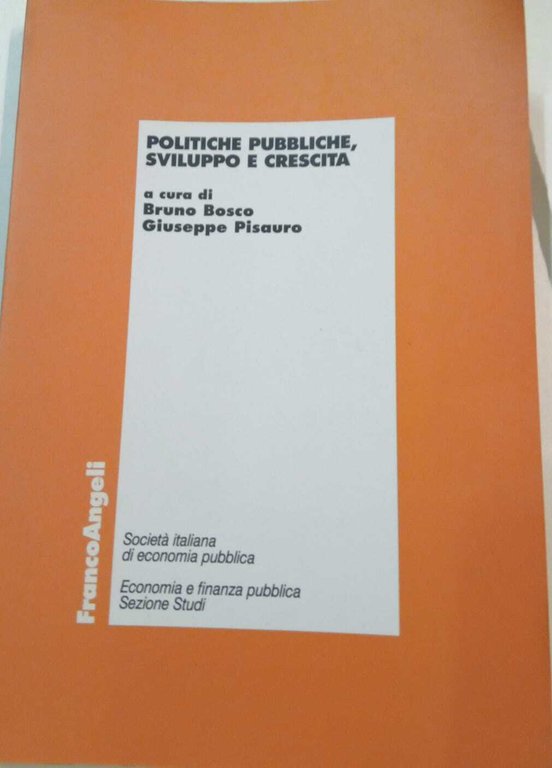 POLITICHE PUBBLICHE,
SVILUPPO E CRESCITA
a cura di
Bruno Bosco
Giuseppe Pisauro
FrancoAngeli
Società italiana
di economia pubblica
Economia e finanza pubblica
Sezione Studi